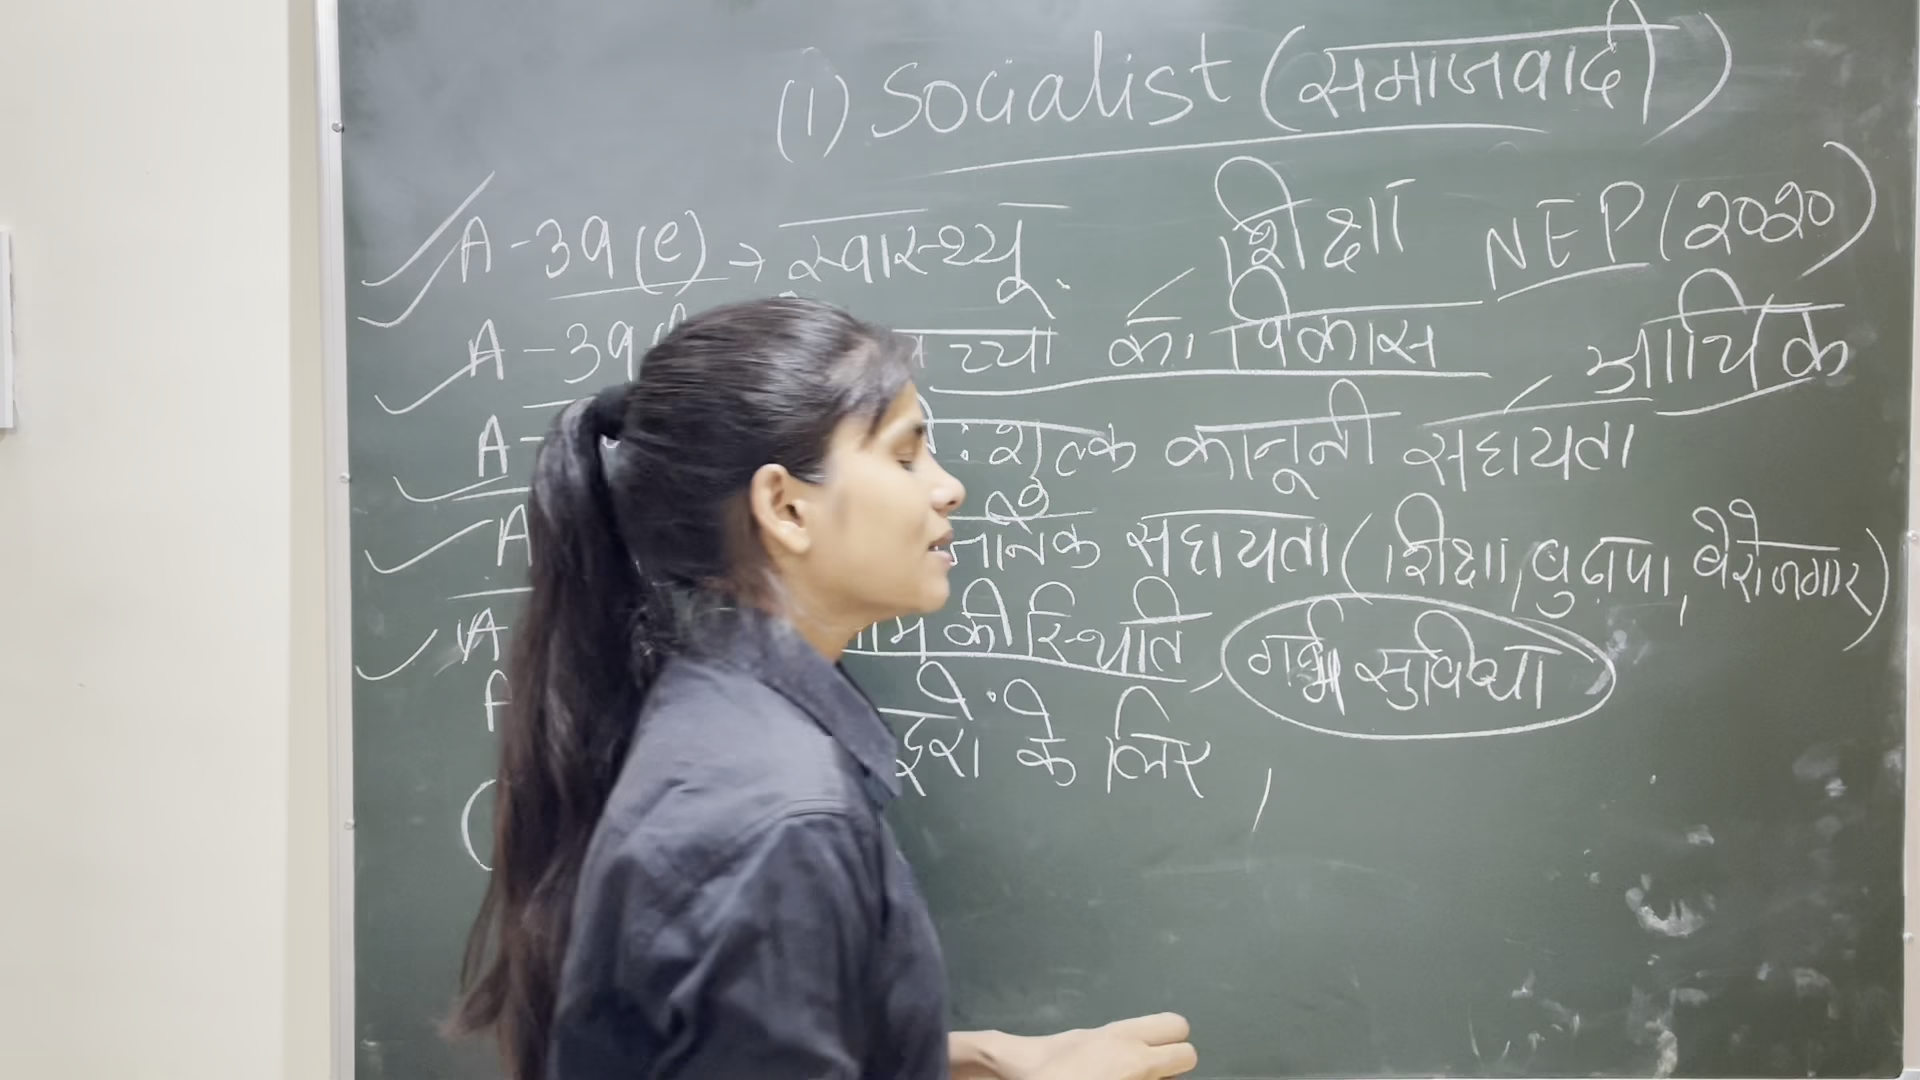 (1) Socialist (समाजवादी)
A-39(e) → स्वास्थ्य. शिक्षा NEP (2020)
A-39 का विकास आर्थिक
A- शुल्क कानूनी सहायता
A सहायता (शिक्षा, बुढ़ापा, बेरोजगार)
A की स्थिति, गर्भ सुविधा
A के लिए,
(